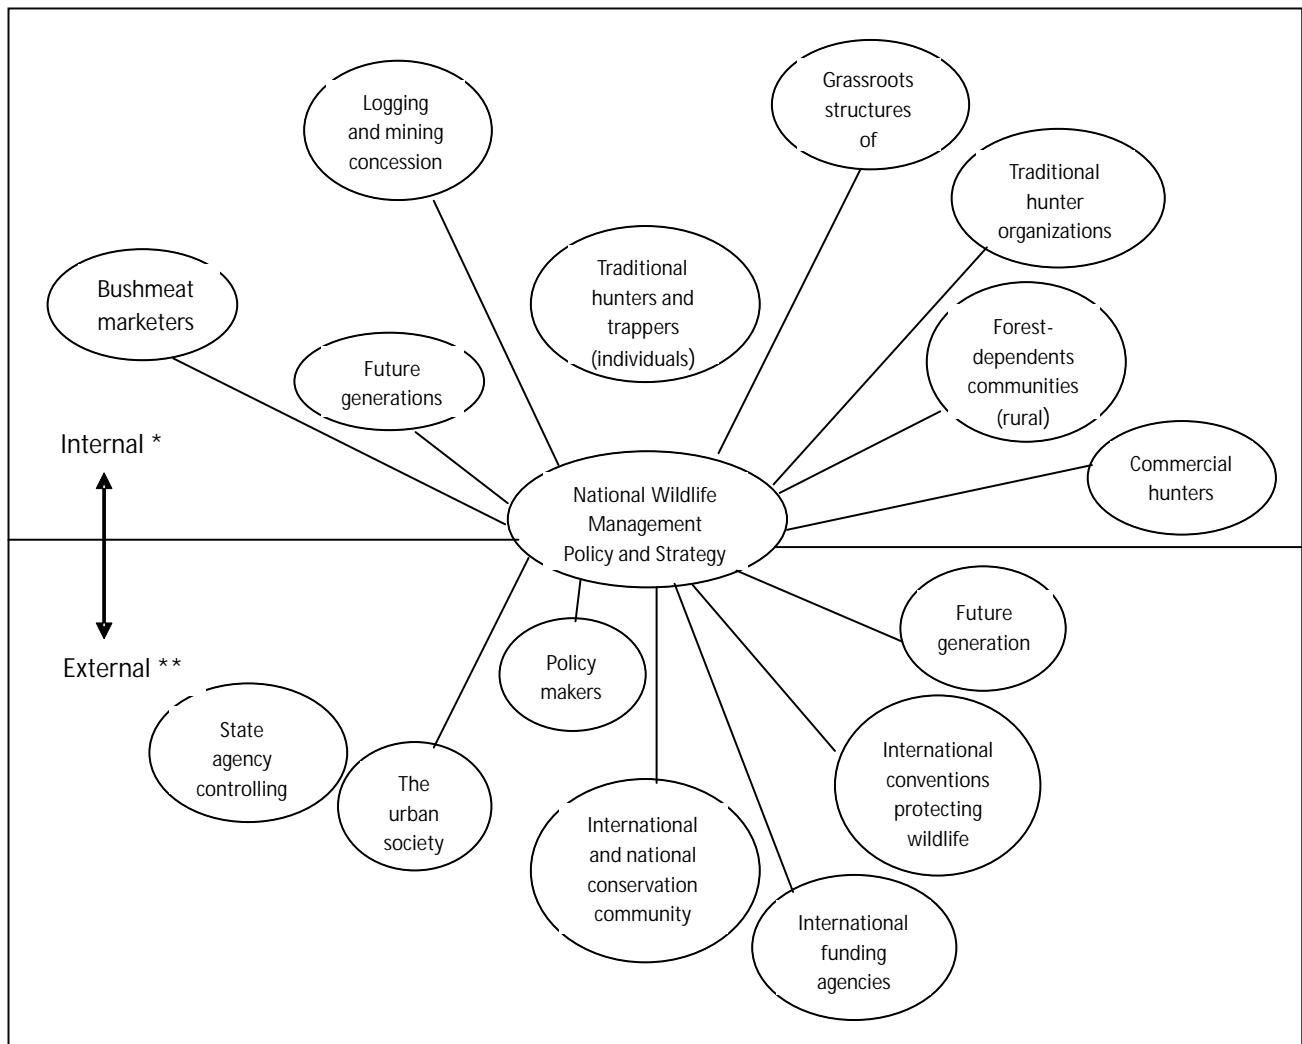 Logging
and mining
concession
Grassroots
structures
of
Traditional
hunter
organizations
Traditional
hunters and
trappers
(individuals)
Bushmeat
marketers
Future
generations
Forest-
dependents
communities
(rural)
Internal *
Commercial
hunters
National Wildlife
Management
Policy and Strategy
External **
Future
generation
Policy
makers
State
agency
controlling
The
urban
society
International
conventions
protecting
wildlife
International
and national
conservation
community
International
funding
agencies